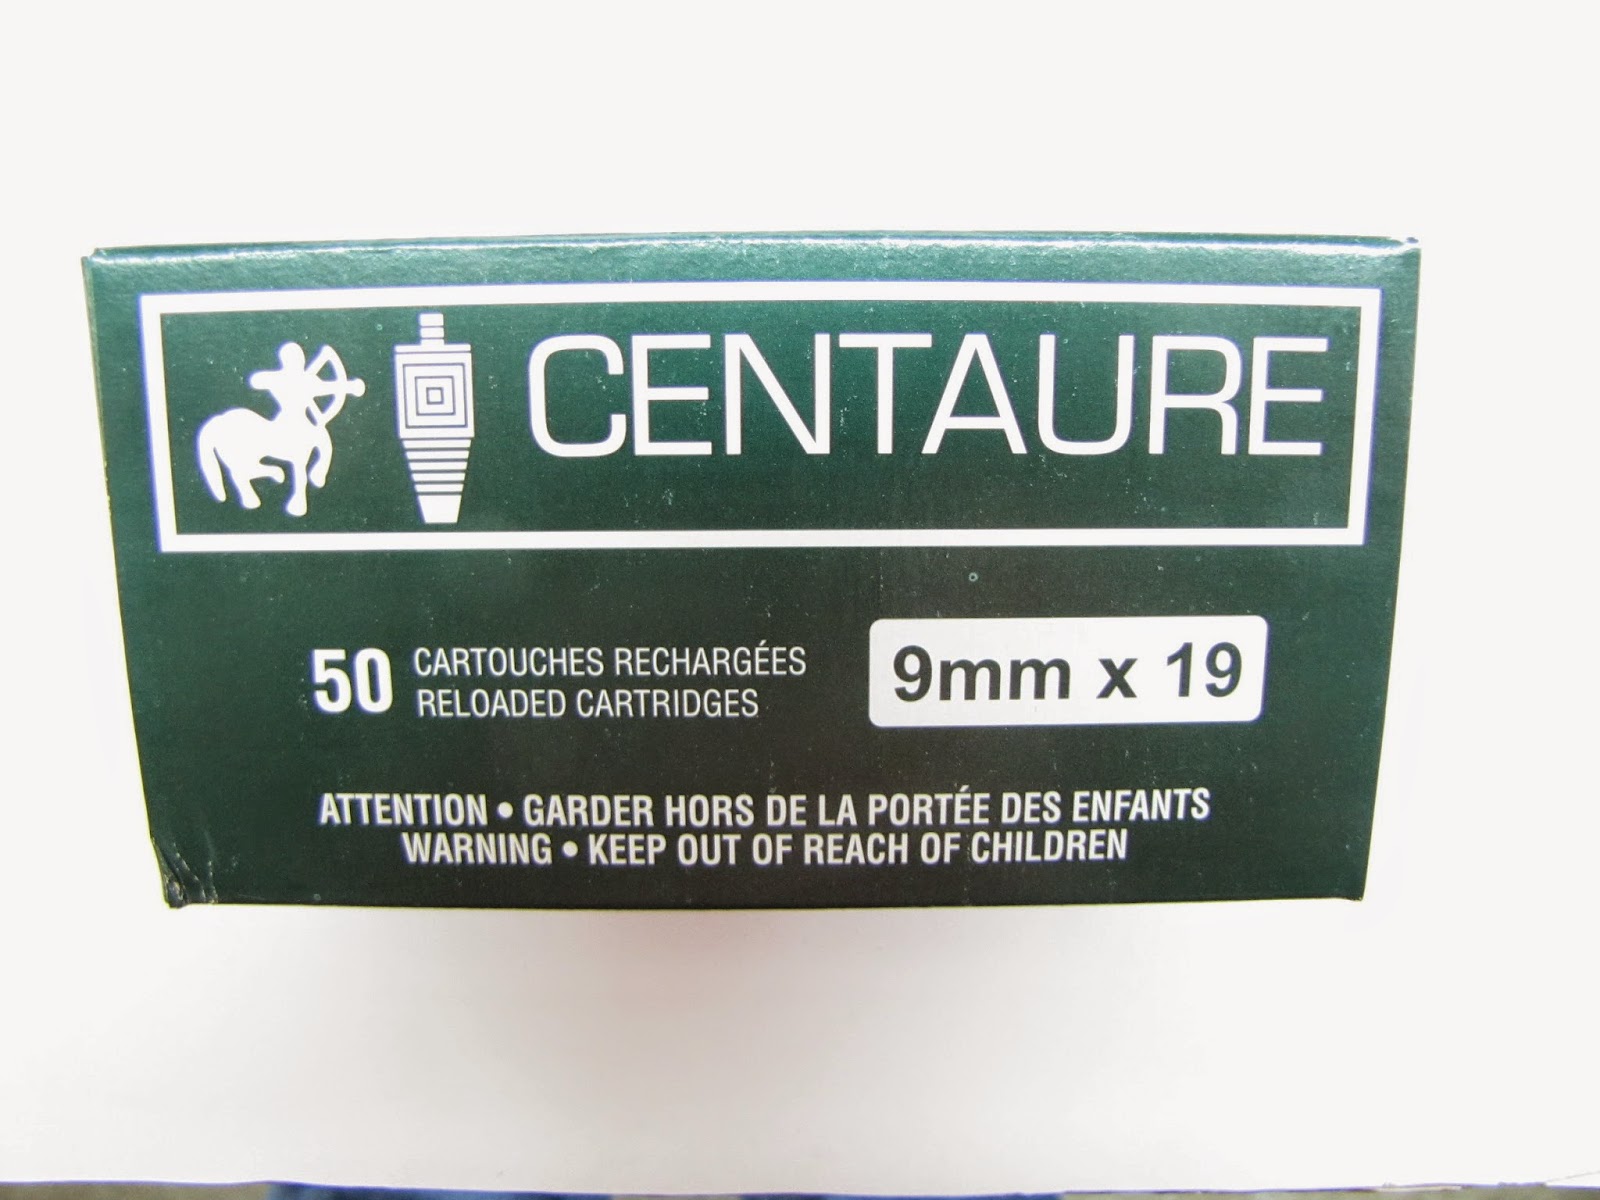 CENTAURE
50 CARTOUCHES RECHARGÉES
RELOADED CARTRIDGES
9mm x 19
ATTENTION • GARDER HORS DE LA PORTÉE DES ENFANTS
WARNING • KEEP OUT OF REACH OF CHILDREN